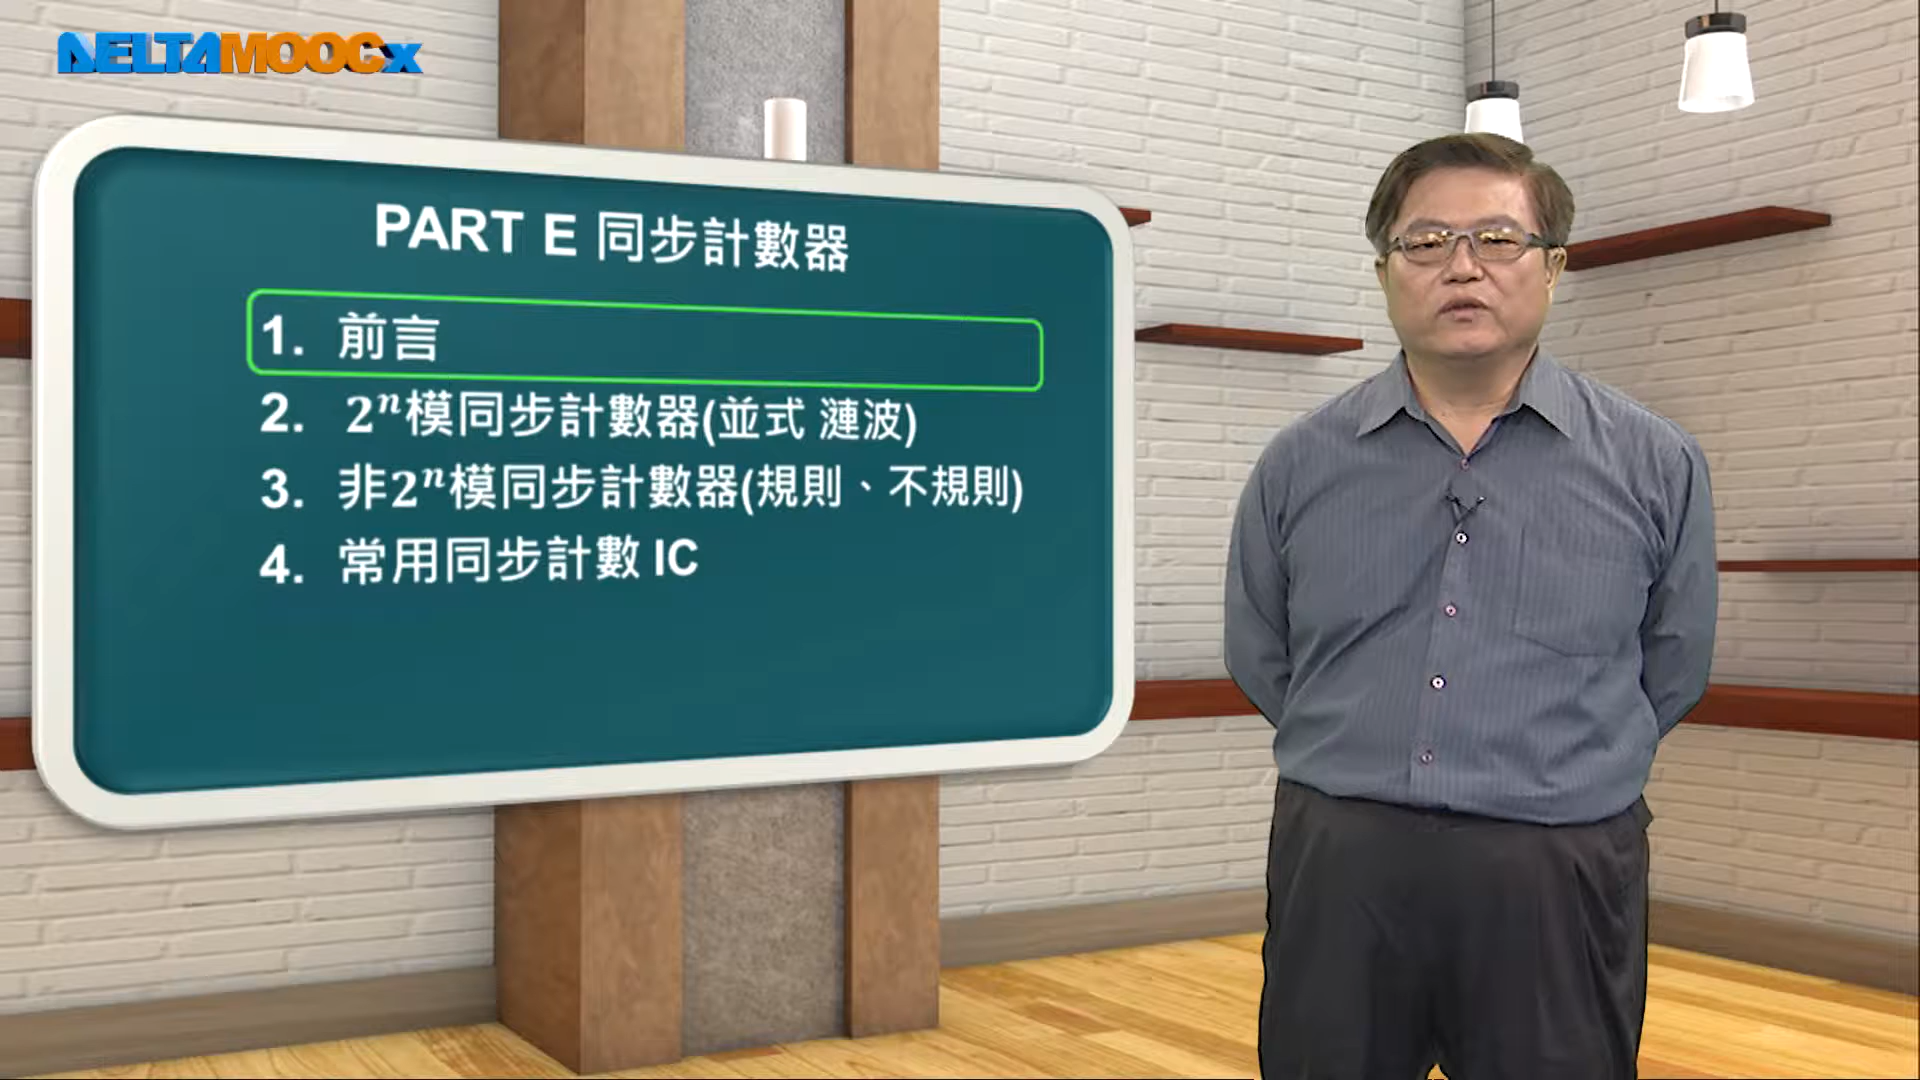 DELTAMOOCx
PART E 同步計數器
1. 前言
2. 2ⁿ模同步計數器(並式 漣波)
3. 非2ⁿ模同步計數器(規則、不規則)
4. 常用同步計數 IC